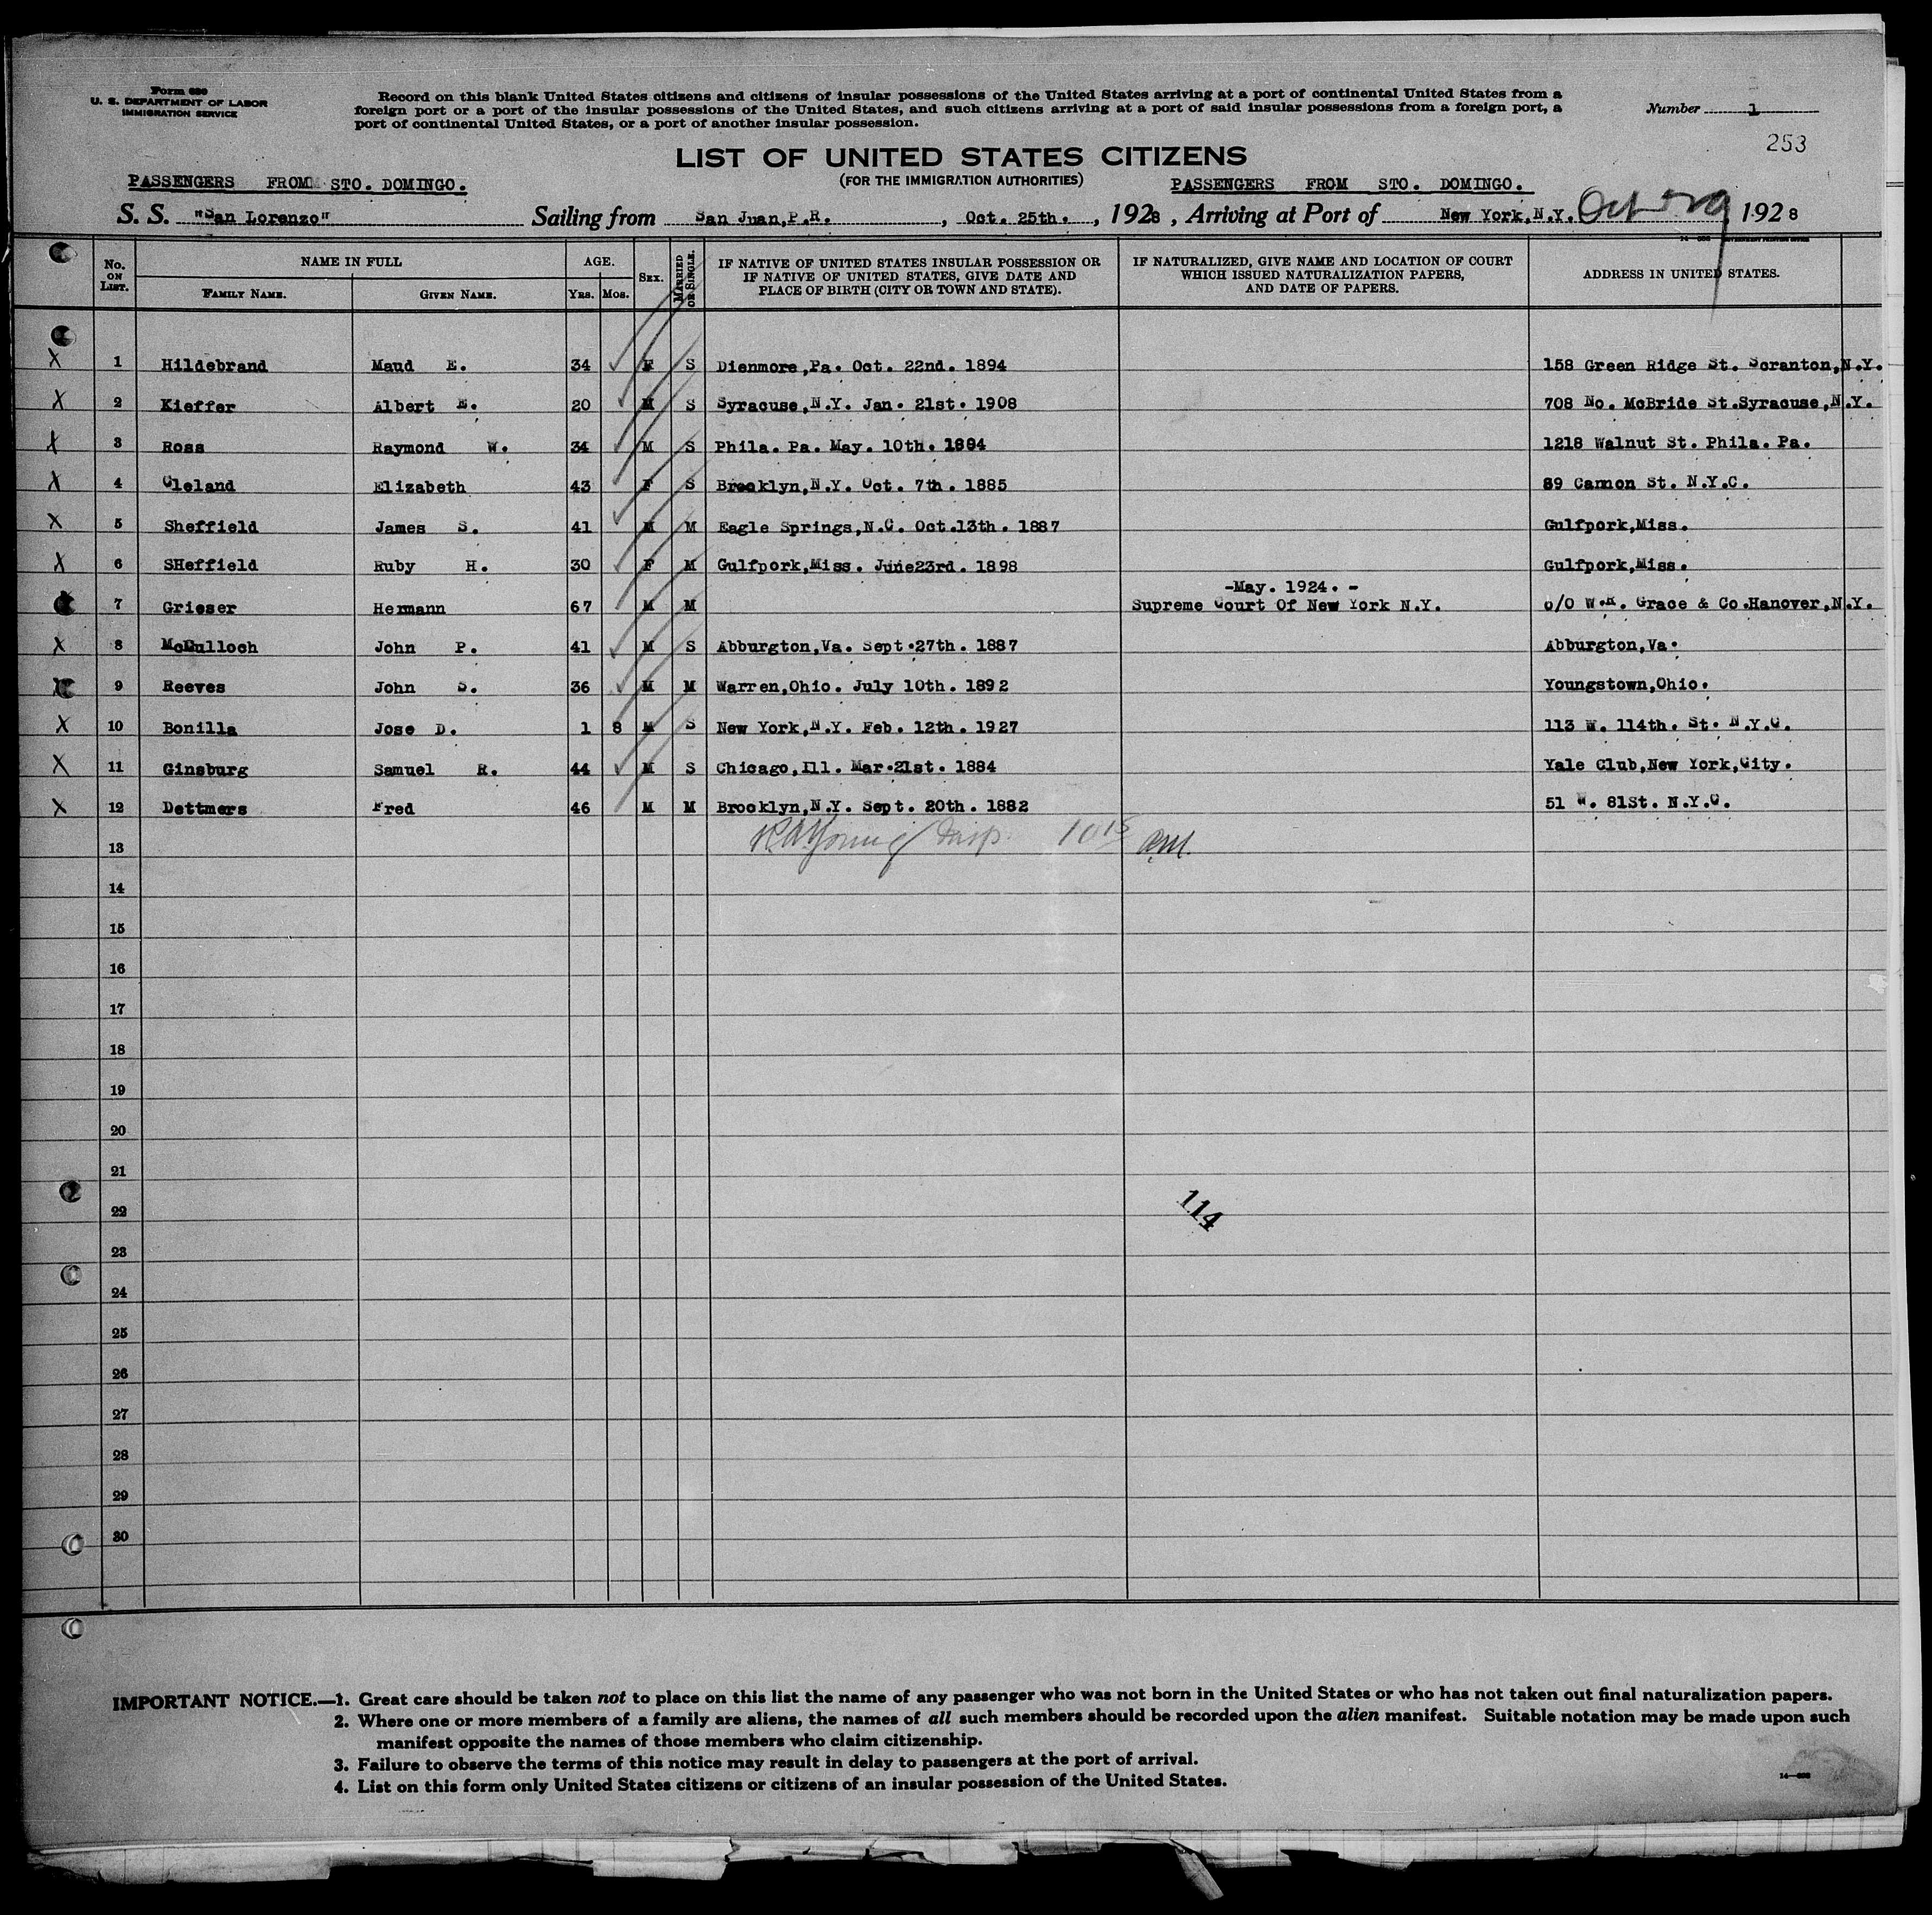 Form 630
U. S. DEPARTMENT OF LABOR
IMMIGRATION SERVICE
Record on this blank United States citizens and citizens of insular possessions of the United States arriving at a port of continental United States from a
foreign port or a port of the insular possessions of the United States, and such citizens arriving at a port of said insular possessions from a foreign port, a
port of continental United States, or a port of another insular possession.
Number 1
253
LIST OF UNITED STATES CITIZENS
(FOR THE IMMIGRATION AUTHORITIES)
PASSENGERS FROM STO. DOMINGO. PASSENGERS FROM STO. DOMINGO.
S. S. "San Lorenzo" Sailing from San Juan,P.R. , Oct. 25th. , 1928 , Arriving at Port of New York,N.Y. Oct 29 1928
No. ON LIST. NAME IN FULL FAMILY NAME. GIVEN NAME. AGE. YRS. MOS. SEX. MARRIED OR SINGLE. IF NATIVE OF UNITED STATES INSULAR POSSESSION OR IF NATIVE OF UNITED STATES, GIVE DATE AND PLACE OF BIRTH (CITY OR TOWN AND STATE). IF NATURALIZED, GIVE NAME AND LOCATION OF COURT WHICH ISSUED NATURALIZATION PAPERS, AND DATE OF PAPERS. ADDRESS IN UNITED STATES.
X 1 Hildebrand Maud E. 34 F S Dienmore,Pa. Oct. 22nd. 1894 158 Green Ridge St. Scranton,N.Y.
X 2 Kieffer Albert E. 20 M S Syracuse,N.Y. Jan. 21st. 1908 708 No. McBride St.Syracuse,N.Y.
X 3 Ross Raymond W. 34 M S Phila. Pa. May. 10th. 1884 1218 Walnut St. Phila. Pa.
X 4 Cleland Elizabeth 43 F S Brooklyn,N.Y. Oct. 7th. 1885 89 Cannon St. N.Y.C.
X 5 Sheffield James S. 41 M M Eagle Springs,N.C. Oct.13th. 1887 Gulfpork,Miss.
X 6 SHeffield Ruby H. 30 F M Gulfpork,Miss. June23rd. 1898 Gulfpork,Miss.
-May. 1924. -
7 Grieser Hermann 67 M M Supreme Court Of New York N.Y. c/O W.R. Grace & Co.Hanover,N.Y.
X 8 McCulloch John P. 41 M S Abburgton,Va. Sept.27th. 1887 Abburgton,Va.
X 9 Reeves John S. 36 M M Warren,Ohio. July 10th. 1892 Youngstown,Ohio.
X 10 Bonilla Jose D. 1 8 M S New York,N.Y. Feb. 12th. 1927 113 W. 114th. St. N.Y.C.
X 11 Ginsburg Samuel R. 44 M S Chicago,Ill. Mar.21st. 1884 Yale Club,New York,City.
X 12 Dettmers Fred 46 M M Brooklyn,N.Y. Sept. 20th. 1882 51 W. 81St. N.Y.C.
13 Young Insp. 10 15 AM.
14
15
16
17
18
19
20
21
22
114
23
24
25
26
27
28
29
30
IMPORTANT NOTICE.—1. Great care should be taken not to place on this list the name of any passenger who was not born in the United States or who has not taken out final naturalization papers.
2. Where one or more members of a family are aliens, the names of all such members should be recorded upon the alien manifest. Suitable notation may be made upon such
manifest opposite the names of those members who claim citizenship.
3. Failure to observe the terms of this notice may result in delay to passengers at the port of arrival.
4. List on this form only United States citizens or citizens of an insular possession of the United States.